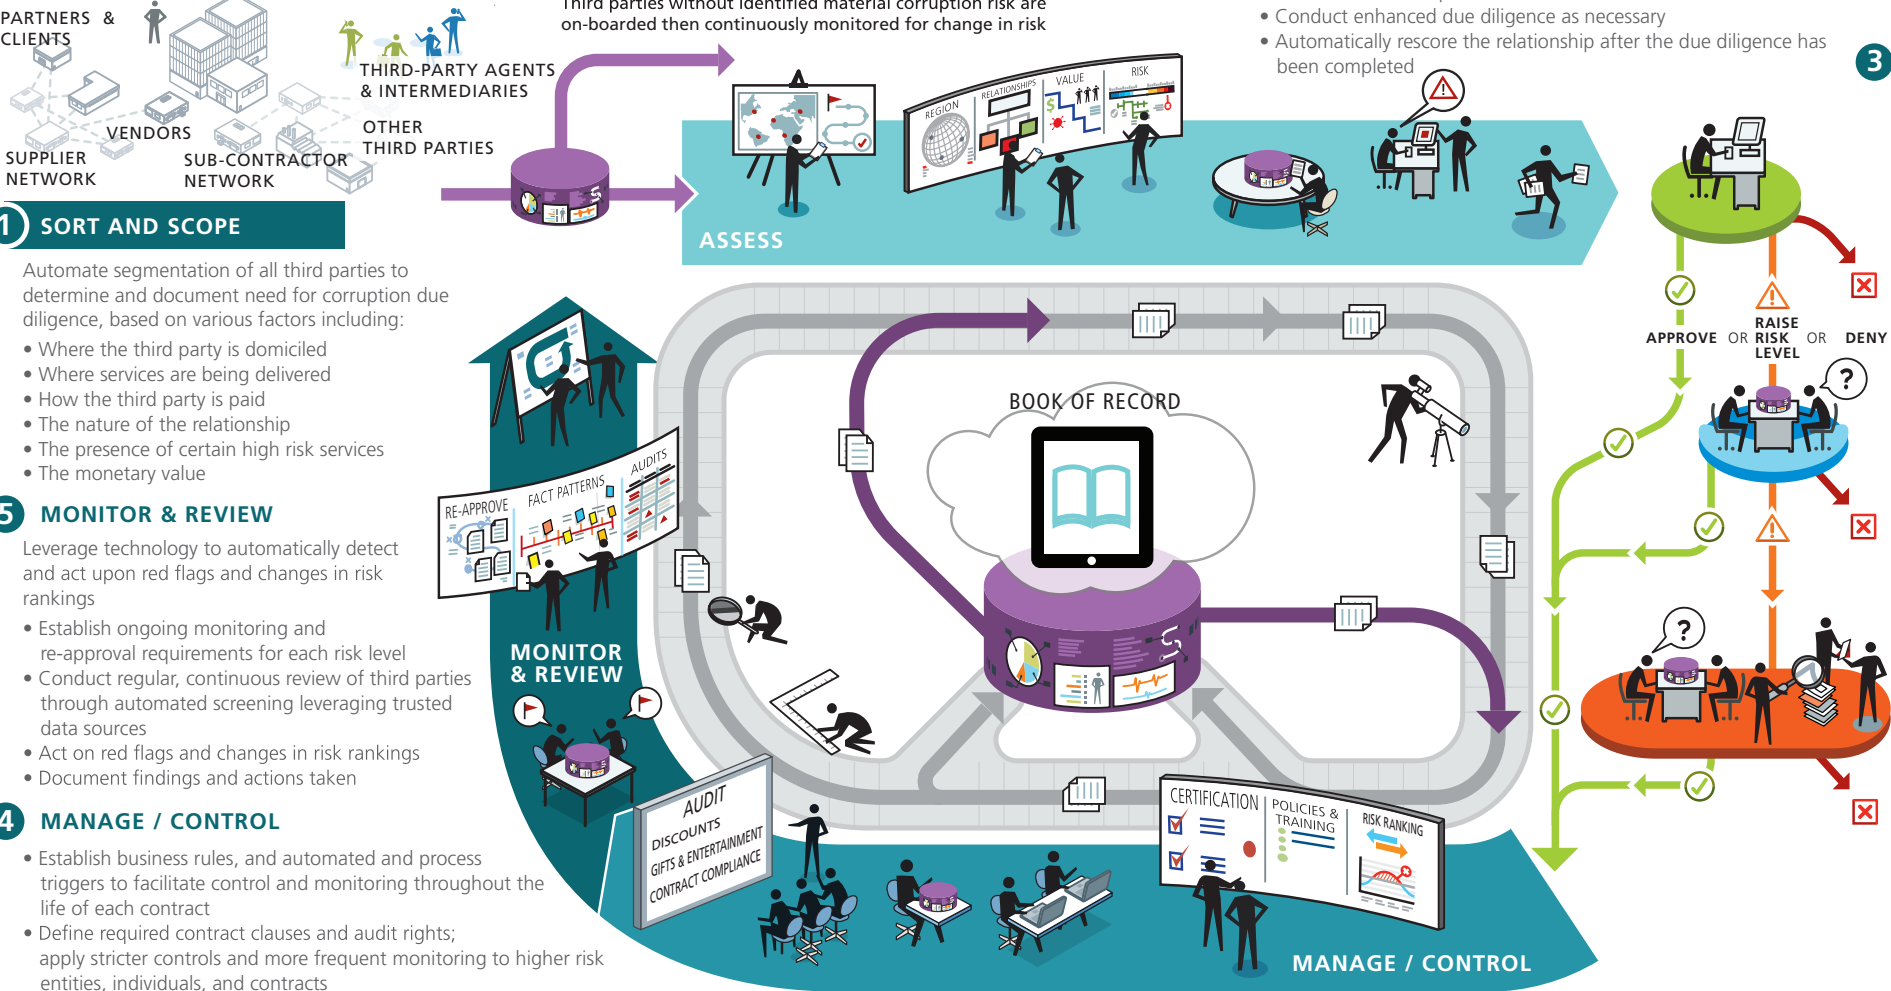 PARTNERS &
CLIENTS
VENDORS
SUPPLIER
NETWORK
SUB-CONTRACTOR
NETWORK
THIRD-PARTY AGENTS
& INTERMEDIARIES
OTHER
THIRD PARTIES
Third parties without identified material corruption risk are
on-boarded then continuously monitored for change in risk
• Conduct enhanced due diligence as necessary
• Automatically rescore the relationship after the due diligence has
been completed
3
REGION
RELATIONSHIPS
VALUE
$
RISK
ASSESS
1 SORT AND SCOPE
Automate segmentation of all third parties to
determine and document need for corruption due
diligence, based on various factors including:
• Where the third party is domiciled
• Where services are being delivered
• How the third party is paid
• The nature of the relationship
• The presence of certain high risk services
• The monetary value
5 MONITOR & REVIEW
Leverage technology to automatically detect
and act upon red flags and changes in risk
rankings
• Establish ongoing monitoring and
re-approval requirements for each risk level
• Conduct regular, continuous review of third parties
through automated screening leveraging trusted
data sources
• Act on red flags and changes in risk rankings
• Document findings and actions taken
4 MANAGE / CONTROL
• Establish business rules, and automated and process
triggers to facilitate control and monitoring throughout the
life of each contract
• Define required contract clauses and audit rights;
apply stricter controls and more frequent monitoring to higher risk
entities, individuals, and contracts
RE-APPROVE
FACT PATTERNS
AUDITS
MONITOR
& REVIEW
BOOK OF RECORD
APPROVE OR RAISE RISK LEVEL OR DENY
?
?
AUDIT
DISCOUNTS
GIFTS & ENTERTAINMENT
CONTRACT COMPLIANCE
CERTIFICATION
POLICIES &
TRAINING
RISK RANKING
MANAGE / CONTROL